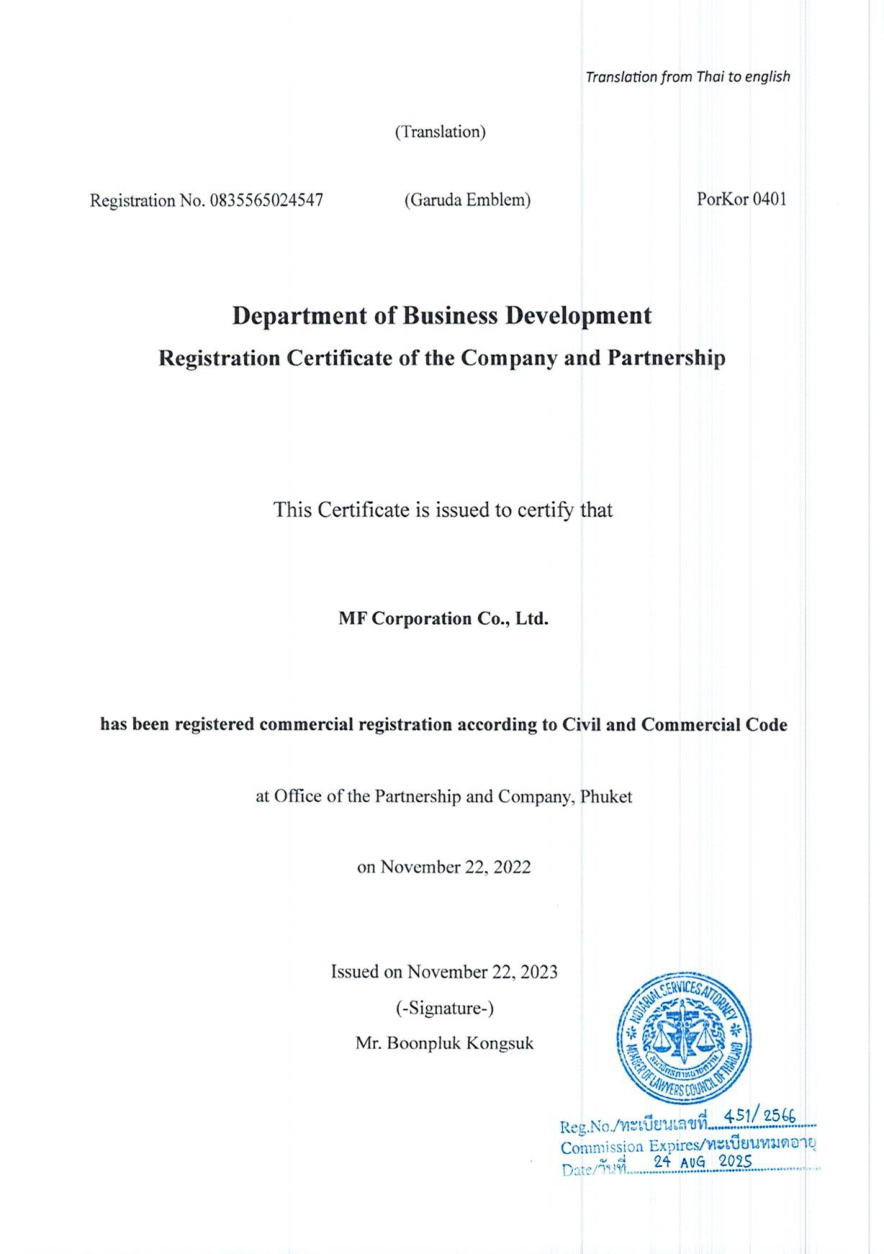 Translation from Thai to english
(Translation)
Registration No. 0835565024547 (Garuda Emblem) PorKor 0401
Department of Business Development
Registration Certificate of the Company and Partnership
This Certificate is issued to certify that
MF Corporation Co., Ltd.
has been registered commercial registration according to Civil and Commercial Code
at Office of the Partnership and Company, Phuket
on November 22, 2022
Issued on November 22, 2023
(-Signature-)
Mr. Boonpluk Kongsuk
NOTARIAL SERVICES ATTORNEY
MEMBER OF LAWYERS COUNCIL OF THAILAND
Reg.No./ทะเบียนเลขที่ 451/2566
Commission Expires/ทะเบียนหมดอายุ
Date/วันที่ 24 AUG 2025